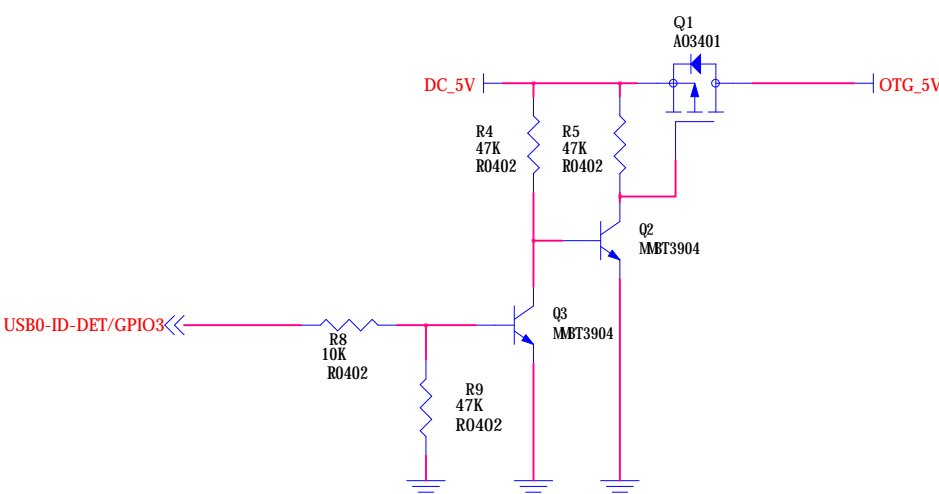 Q1
AO3401
DC_5V
OTG_5V
R4
47K
R0402
R5
47K
R0402
Q2
MMBT3904
USB0-ID-DET/GPIO3
R8
10K
R0402
Q3
MMBT3904
R9
47K
R0402